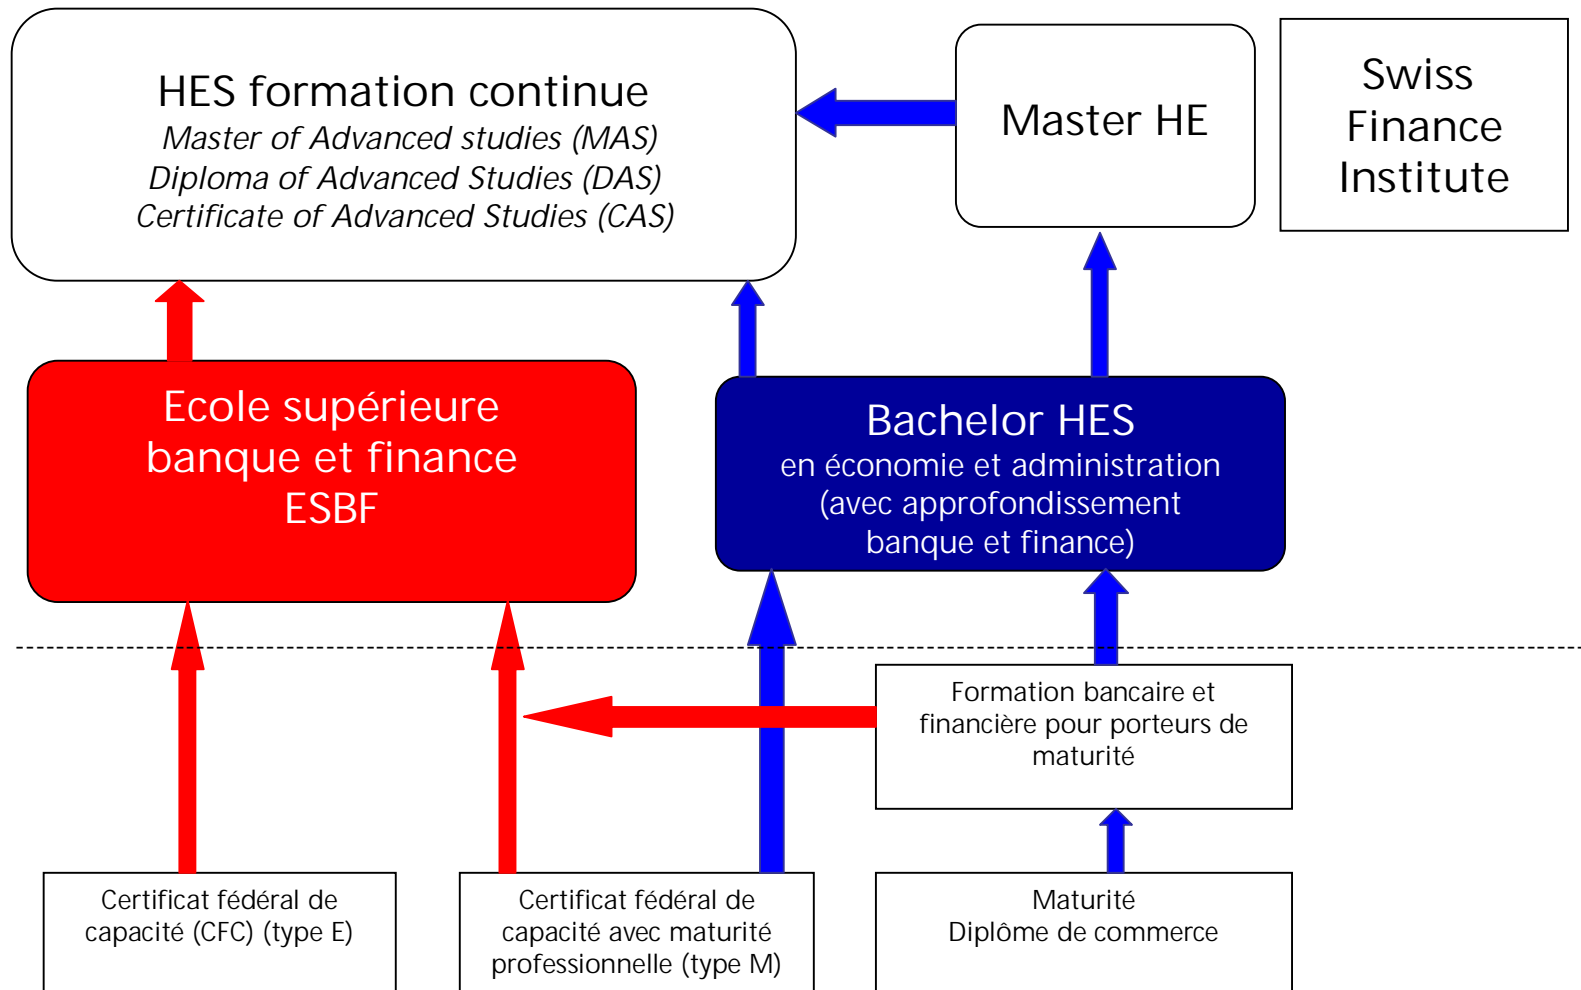 HES formation continue
Master of Advanced studies (MAS)
Diploma of Advanced Studies (DAS)
Certificate of Advanced Studies (CAS)
Master HE
Swiss
Finance
Institute
Ecole supérieure
banque et finance
ESBF
Bachelor HES
en économie et administration
(avec approfondissement
banque et finance)
Formation bancaire et
financière pour porteurs de
maturité
Certificat fédéral de
capacité (CFC) (type E)
Certificat fédéral de
capacité avec maturité
professionnelle (type M)
Maturité
Diplôme de commerce